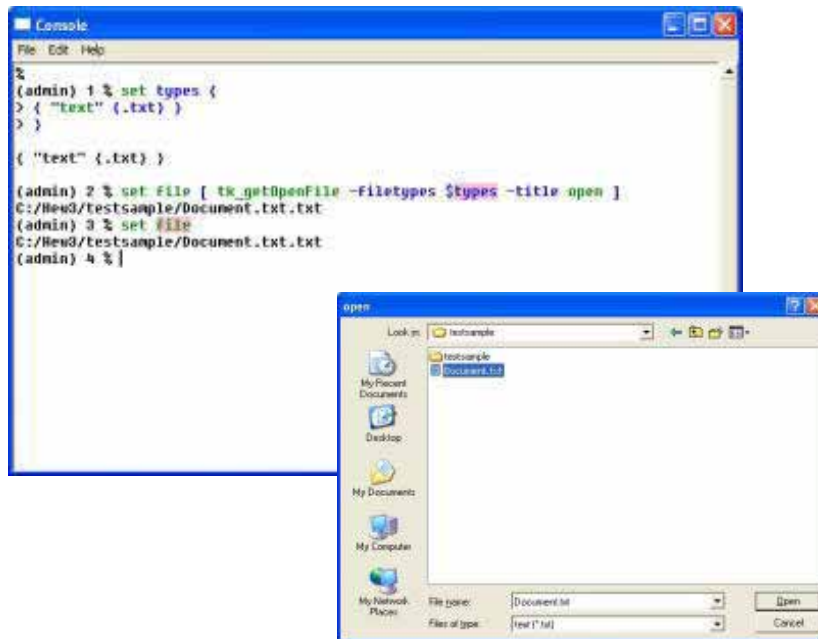 Console
File Edit Help
%
(admin) 1 % set types {
> { "text" {.txt} }
> }
{ "text" {.txt} }
(admin) 2 % set file [ tk_getOpenFile -filetypes $types -title open ]
C:/Hew3/testsample/Document.txt.txt
(admin) 3 % set file
C:/Hew3/testsample/Document.txt.txt
(admin) 4 %
open
Look in: testsample
testsample
Document.txt
My Recent
Documents
Desktop
My Documents
My Computer
My Network
Places
File name: Document.txt
Open
Files of type: text (*.txt)
Cancel